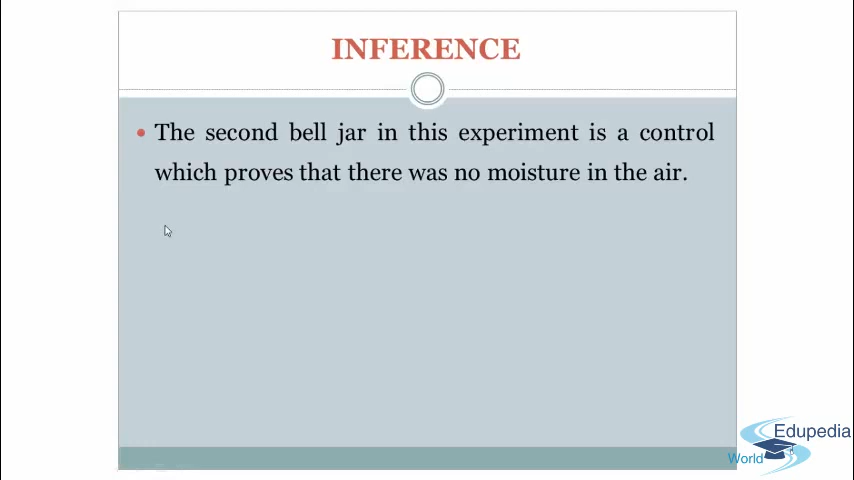 INFERENCE
• The second bell jar in this experiment is a control
which proves that there was no moisture in the air.
Edupedia
World